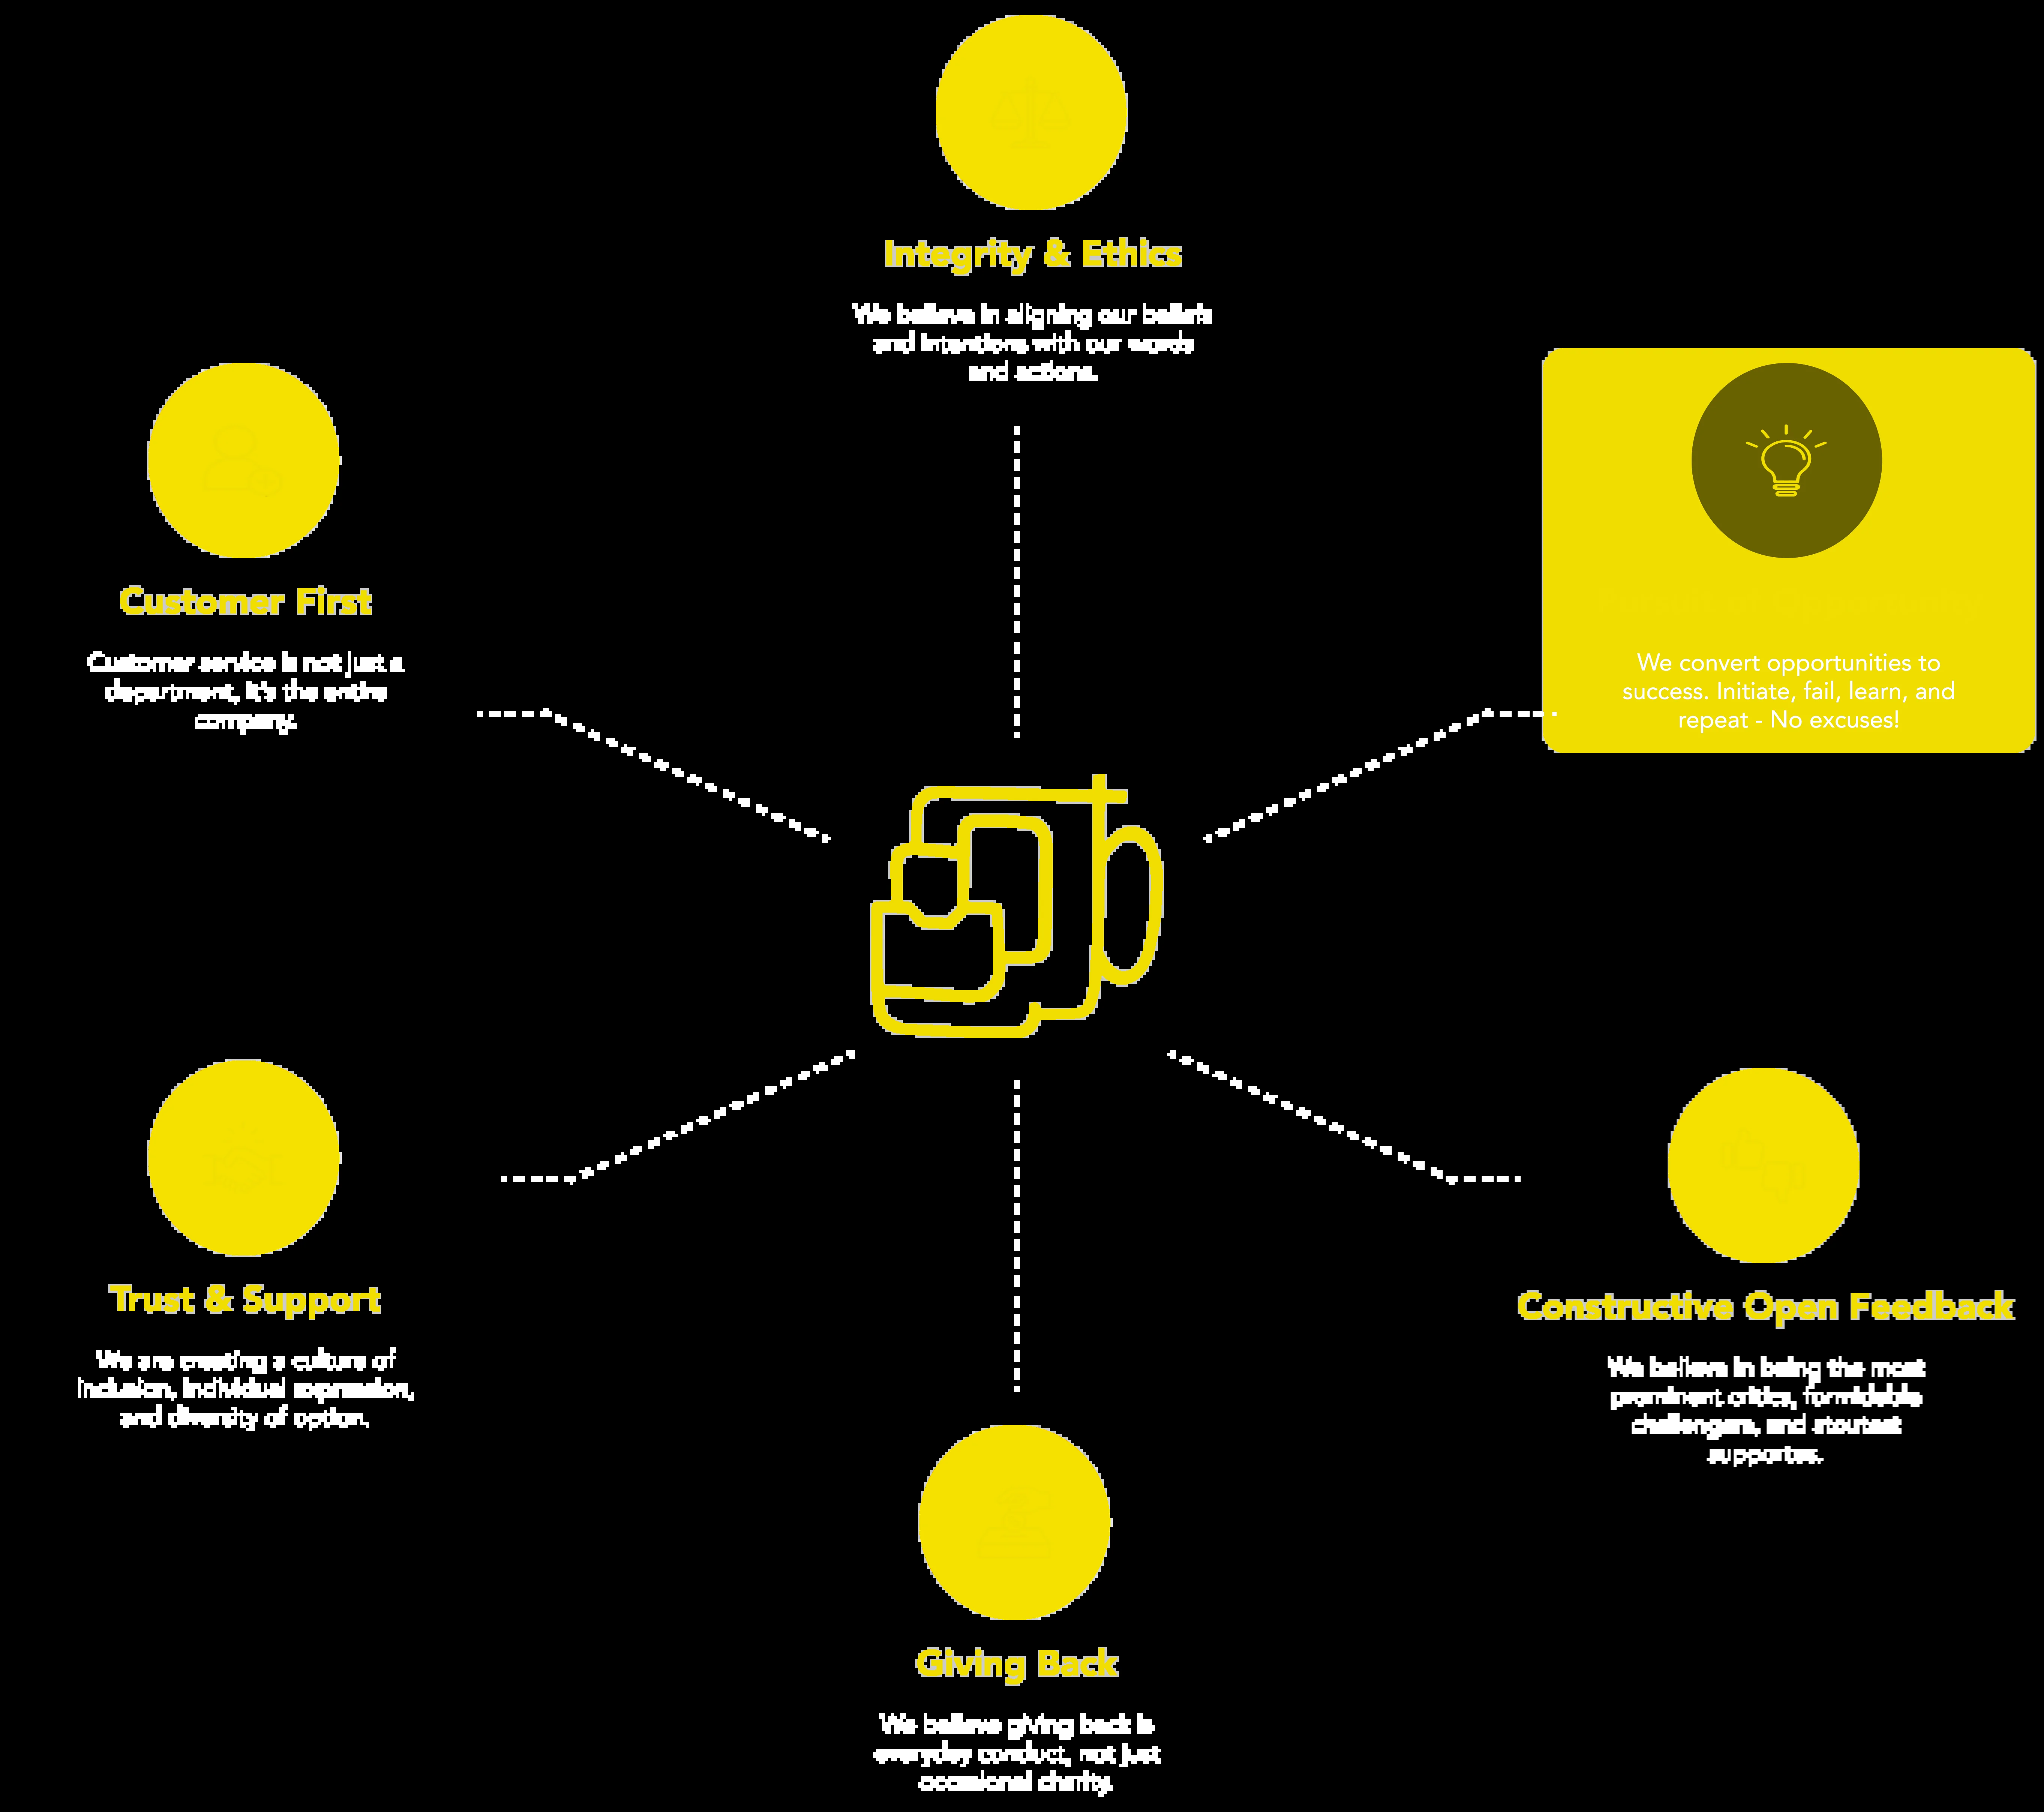 Integrity & Ethics
We believe in aligning our beliefs
and intentions with our words
and actions.
Customer First
Customer service is not just a
department, it's the entire
company.
We convert opportunities to
success. Initiate, fail, learn, and
repeat - No excuses!
Trust & Support
We are creating a culture of
inclusion, individual expression,
and diversity of option.
Constructive Open Feedback
We believe in being the most
prominent critics, formidable
challengers, and stoutest
supportes.
Giving Back
We believe giving back is
everyday conduct, not just
occasional charity.